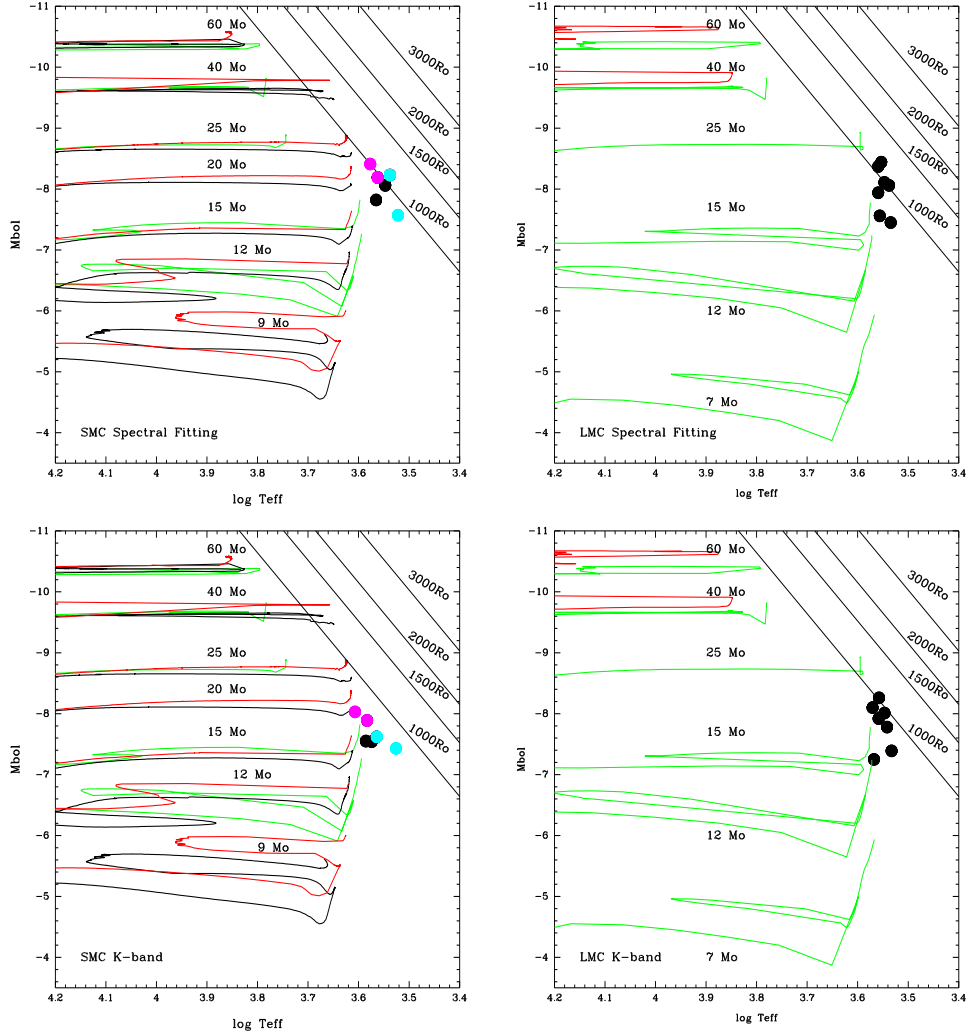 -11
-10
-9
-8
-7
-6
-5
-4
Mbol
60 Mo
40 Mo
25 Mo
20 Mo
15 Mo
12 Mo
9 Mo
3000Ro
2000Ro
1500Ro
1000Ro
SMC Spectral Fitting
4.2 4.1 4 3.9 3.8 3.7 3.6 3.5 3.4
log Teff
-11
-10
-9
-8
-7
-6
-5
-4
Mbol
60 Mo
40 Mo
25 Mo
15 Mo
12 Mo
7 Mo
3000Ro
2000Ro
1500Ro
1000Ro
LMC Spectral Fitting
4.2 4.1 4 3.9 3.8 3.7 3.6 3.5 3.4
log Teff
-11
-10
-9
-8
-7
-6
-5
-4
Mbol
60 Mo
40 Mo
25 Mo
20 Mo
15 Mo
12 Mo
9 Mo
3000Ro
2000Ro
1500Ro
1000Ro
SMC K-band
4.2 4.1 4 3.9 3.8 3.7 3.6 3.5 3.4
log Teff
-11
-10
-9
-8
-7
-6
-5
-4
Mbol
60 Mo
40 Mo
25 Mo
15 Mo
12 Mo
7 Mo
3000Ro
2000Ro
1500Ro
1000Ro
LMC K-band
4.2 4.1 4 3.9 3.8 3.7 3.6 3.5 3.4
log Teff